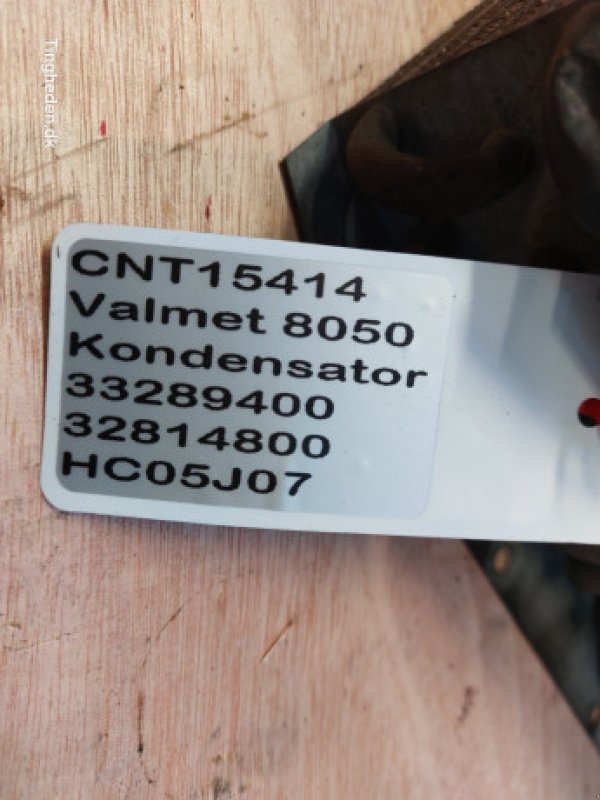 Tingheden.dk
CNT15414
Valmet 8050
Kondensator
33289400
32814800
HC05J07